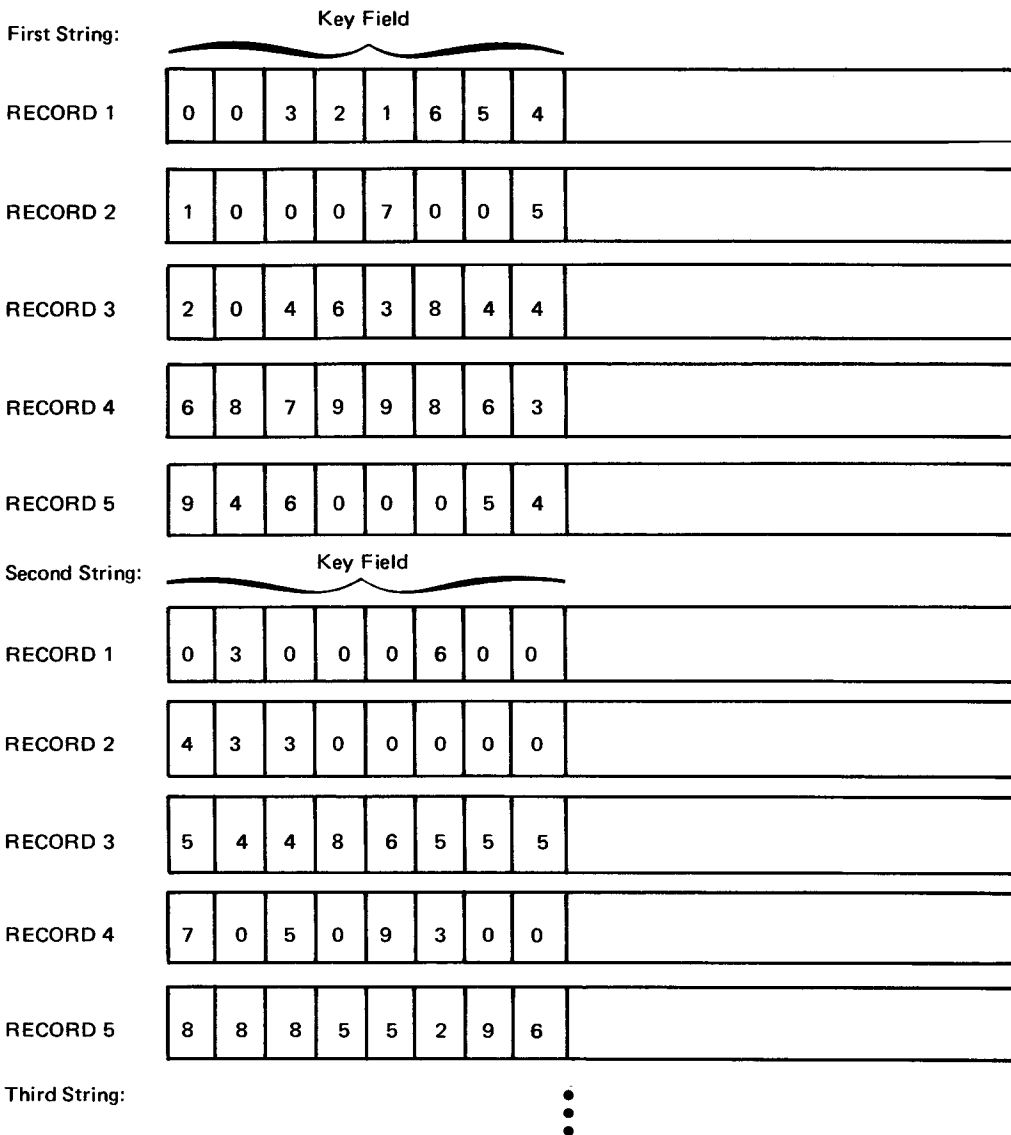 Key Field
First String:
RECORD 1 0 0 3 2 1 6 5 4
RECORD 2 1 0 0 0 7 0 0 5
RECORD 3 2 0 4 6 3 8 4 4
RECORD 4 6 8 7 9 9 8 6 3
RECORD 5 9 4 6 0 0 0 5 4
Key Field
Second String:
RECORD 1 0 3 0 0 0 6 0 0
RECORD 2 4 3 3 0 0 0 0 0
RECORD 3 5 4 4 8 6 5 5 5
RECORD 4 7 0 5 0 9 3 0 0
RECORD 5 8 8 8 5 5 2 9 6
Third String: